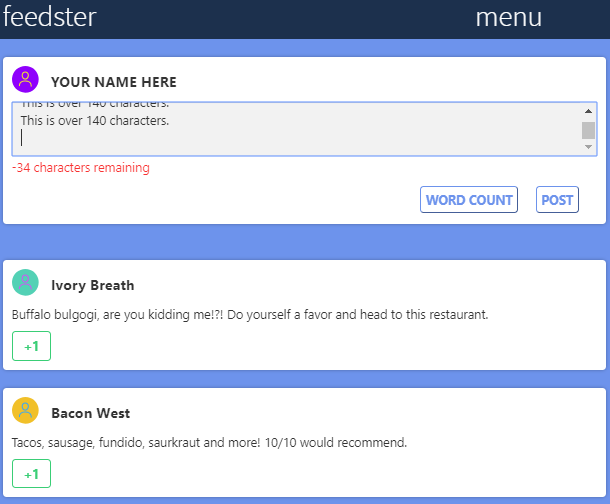 feedster menu
YOUR NAME HERE
This is over 140 characters.
This is over 140 characters.
-34 characters remaining
WORD COUNT POST
Ivory Breath
Buffalo bulgogi, are you kidding me!?! Do yourself a favor and head to this restaurant.
+1
Bacon West
Tacos, sausage, fundido, saurkraut and more! 10/10 would recommend.
+1